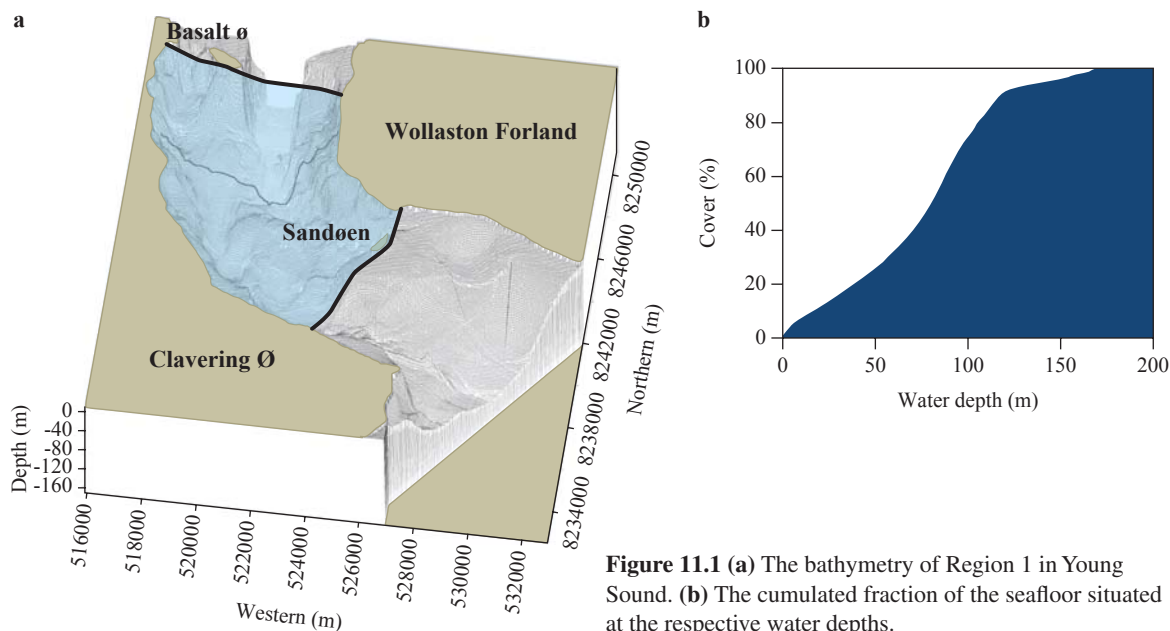 a
Basalt ø
Wollaston Forland
Sandøen
Clavering Ø
Depth (m)
0
-40
-80
-120
-160
516000
518000
520000
522000
524000
526000
528000
530000
532000
Western (m)
8234000
8238000
8242000
8246000
8250000
Northern (m)
b
100
80
60
40
20
0
Cover (%)
0 50 100 150 200
Water depth (m)
Figure 11.1 (a) The bathymetry of Region 1 in Young
Sound. (b) The cumulated fraction of the seafloor situated
at the respective water depths.